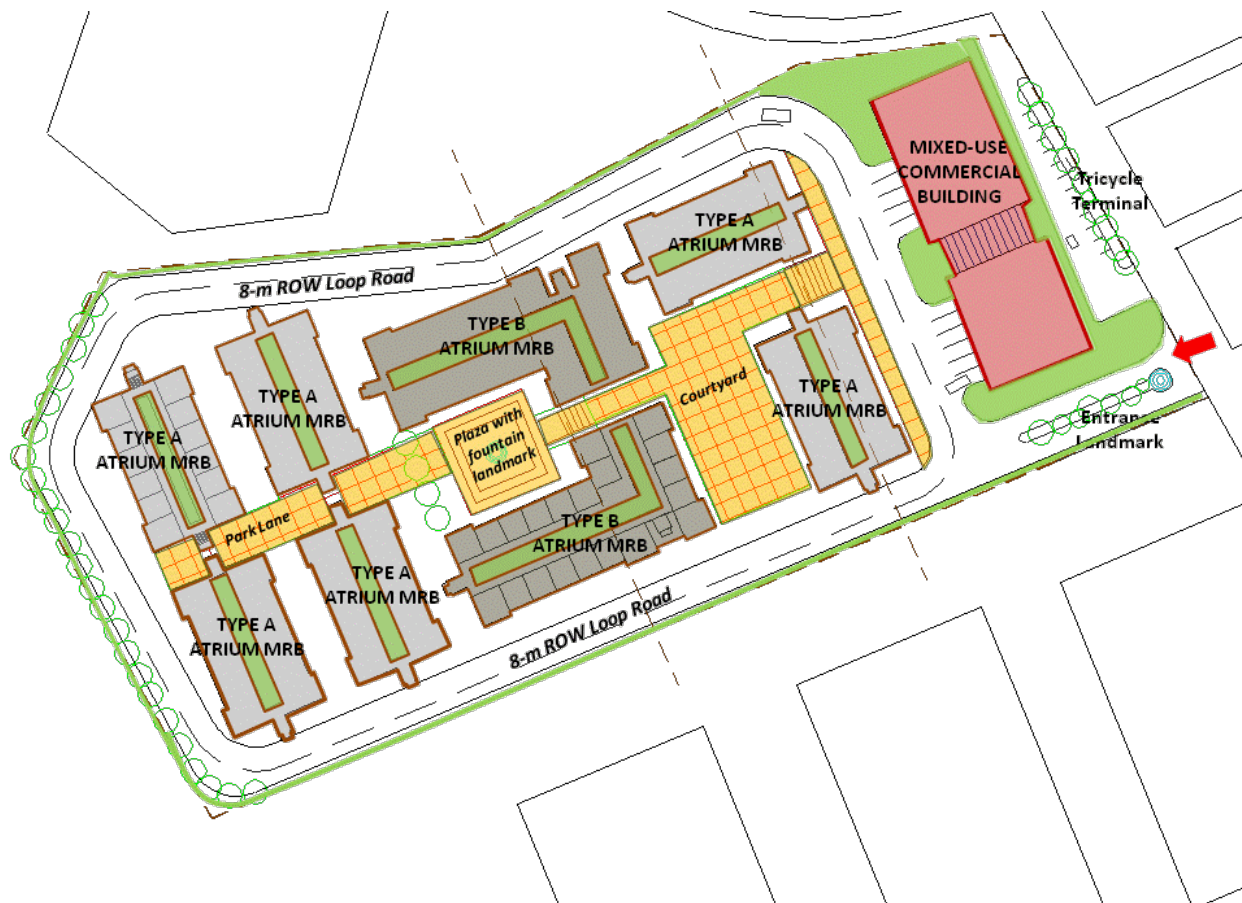 MIXED-USE
COMMERCIAL
BUILDING
Tricycle
Terminal
TYPE A
ATRIUM MRB
8-m ROW Loop Road
TYPE B
ATRIUM MRB
TYPE A
ATRIUM MRB
Courtyard
TYPE A
ATRIUM MRB
Entrance
Landmark
TYPE A
ATRIUM MRB
Plaza with
fountain
landmark
Park Lane
TYPE B
ATRIUM MRB
TYPE A
ATRIUM MRB
TYPE A
ATRIUM MRB
8-m ROW Loop Road